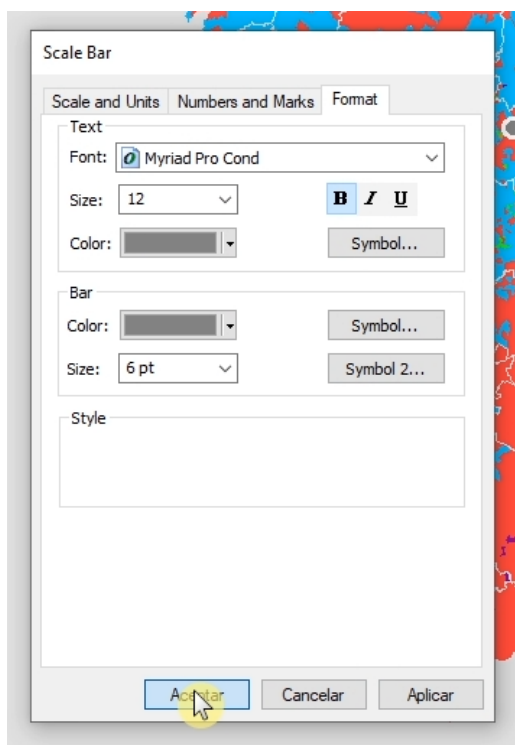 Scale Bar
Scale and Units Numbers and Marks Format
Text
Font: O Myriad Pro Cond
Size: 12 B I U
Color: Symbol...
Bar
Color: Symbol...
Size: 6 pt Symbol 2...
Style
Aceptar Cancelar Aplicar